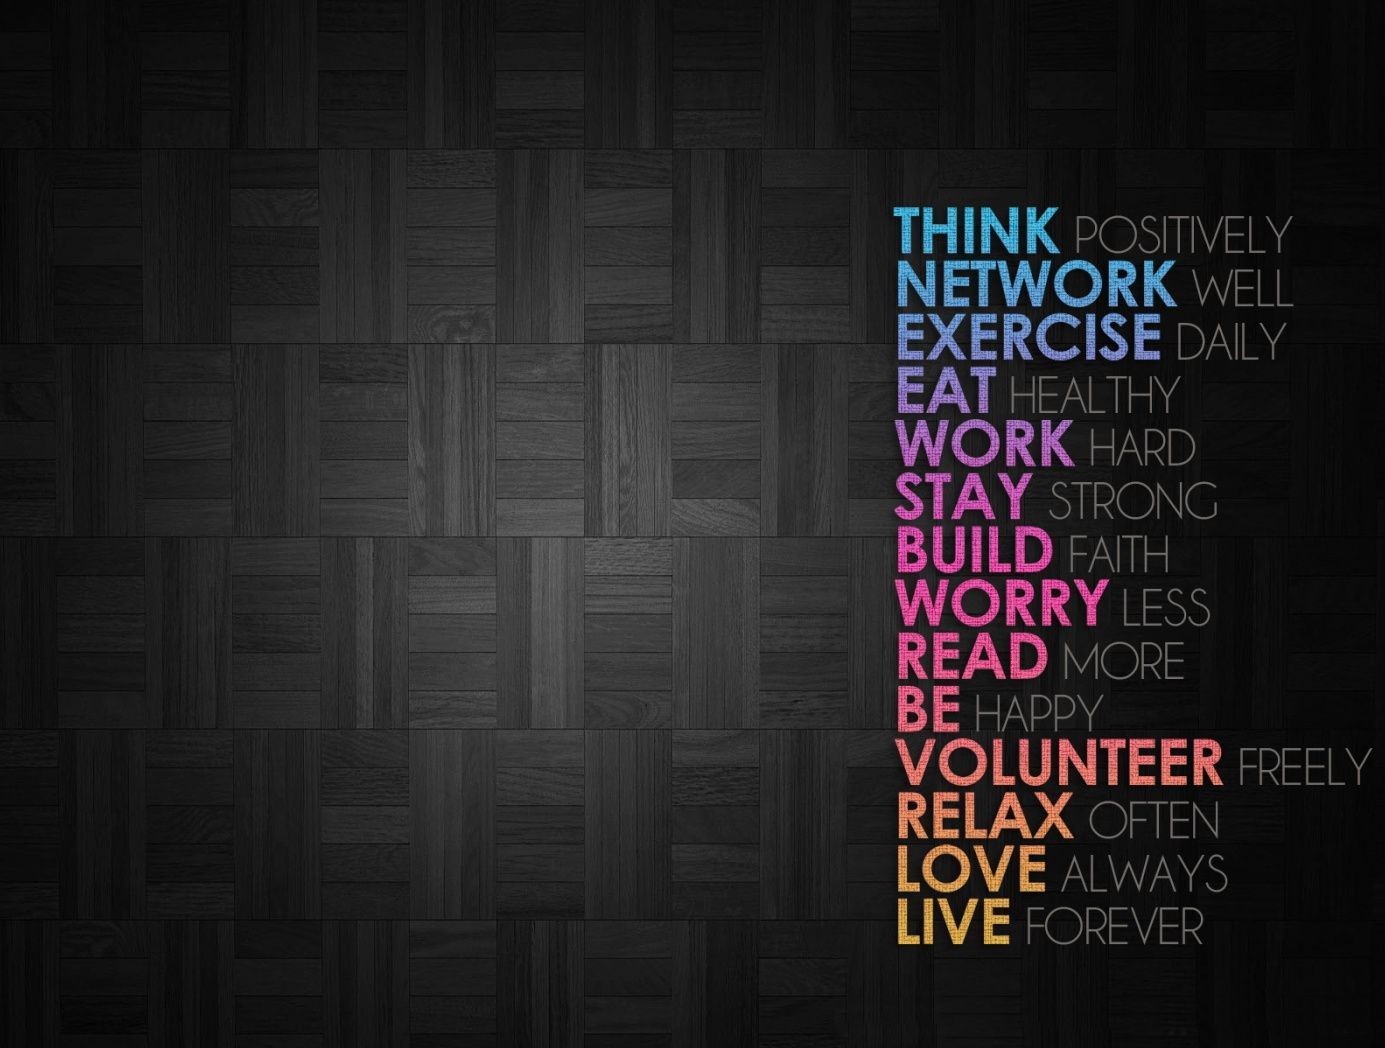 THINK POSITIVELY
NETWORK WELL
EXERCISE DAILY
EAT HEALTHY
WORK HARD
STAY STRONG
BUILD FAITH
WORRY LESS
READ MORE
BE HAPPY
VOLUNTEER FREELY
RELAX OFTEN
LOVE ALWAYS
LIVE FOREVER